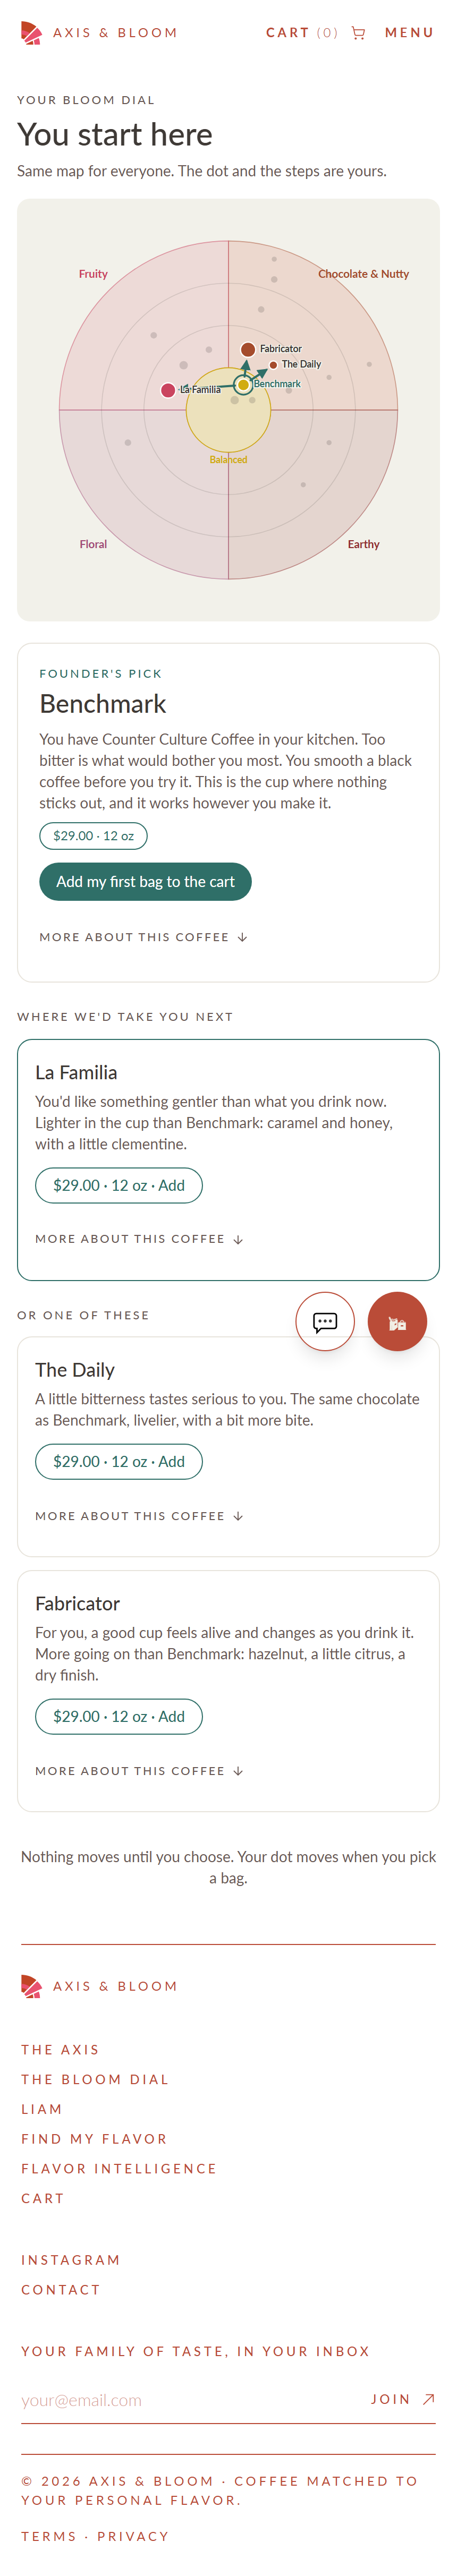 AXIS & BLOOM
CART (0)
MENU
YOUR BLOOM DIAL
You start here
Same map for everyone. The dot and the steps are yours.
Fruity
Chocolate & Nutty
Fabricator
The Daily
La Familia
Benchmark
Balanced
Floral
Earthy
FOUNDER'S PICK
Benchmark
You have Counter Culture Coffee in your kitchen. Too
bitter is what would bother you most. You smooth a black
coffee before you try it. This is the cup where nothing
sticks out, and it works however you make it.
$29.00 · 12 oz
Add my first bag to the cart
MORE ABOUT THIS COFFEE ↓
WHERE WE'D TAKE YOU NEXT
La Familia
You'd like something gentler than what you drink now.
Lighter in the cup than Benchmark: caramel and honey,
with a little clementine.
$29.00 · 12 oz · Add
MORE ABOUT THIS COFFEE ↓
OR ONE OF THESE
The Daily
A little bitterness tastes serious to you. The same chocolate
as Benchmark, livelier, with a bit more bite.
$29.00 · 12 oz · Add
MORE ABOUT THIS COFFEE ↓
Fabricator
For you, a good cup feels alive and changes as you drink it.
More going on than Benchmark: hazelnut, a little citrus, a
dry finish.
$29.00 · 12 oz · Add
MORE ABOUT THIS COFFEE ↓
Nothing moves until you choose. Your dot moves when you pick
a bag.
AXIS & BLOOM
THE AXIS
THE BLOOM DIAL
LIAM
FIND MY FLAVOR
FLAVOR INTELLIGENCE
CART
INSTAGRAM
CONTACT
YOUR FAMILY OF TASTE, IN YOUR INBOX
your@email.com
JOIN ↗
© 2026 AXIS & BLOOM · COFFEE MATCHED TO
YOUR PERSONAL FLAVOR.
TERMS · PRIVACY